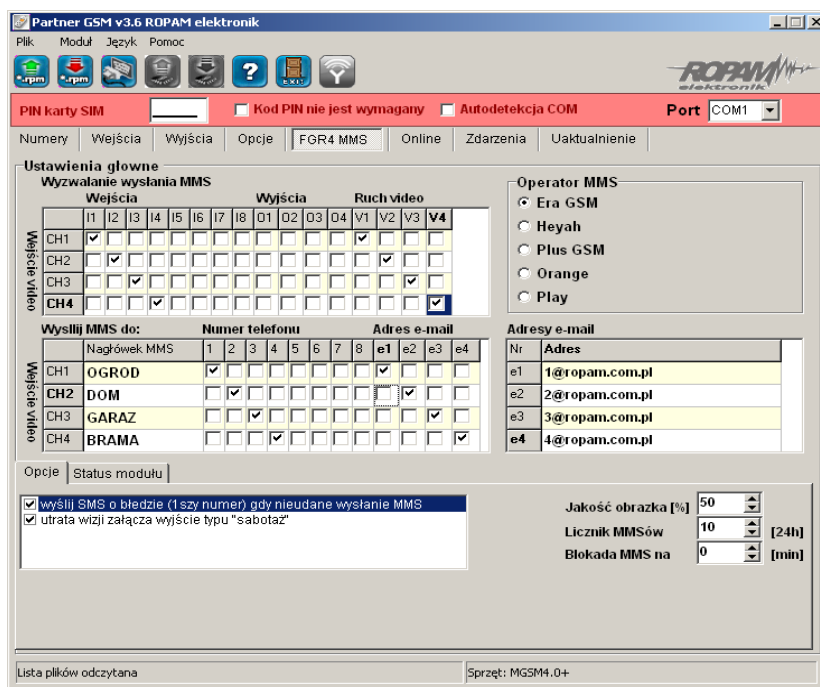 Partner GSM v3.6 ROPAM elektronik
Plik Moduł Język Pomoc
*.rpm *.rpm ? EXIT ROPAM elektronik
PIN karty SIM Kod PIN nie jest wymagany Autodetekcja COM Port COM1
Numery Wejścia Wyjścia Opcje FGR4 MMS Online Zdarzenia Uaktualnienie
Ustawienia głowne
Wyzwalanie wysłania MMS
Wejścia Wyjścia Ruch video
I1 I2 I3 I4 I5 I6 I7 I8 O1 O2 O3 O4 V1 V2 V3 V4
Wejście video
CH1
CH2
CH3
CH4
Operator MMS
Era GSM
Heyah
Plus GSM
Orange
Play
Wysllij MMS do: Numer telefonu Adres e-mail
Nagłówek MMS 1 2 3 4 5 6 7 8 e1 e2 e3 e4
Wejście video
CH1 OGROD
CH2 DOM
CH3 GARAZ
CH4 BRAMA
Adresy e-mail
Nr Adres
e1 1@ropam.com.pl
e2 2@ropam.com.pl
e3 3@ropam.com.pl
e4 4@ropam.com.pl
Opcje Status modułu
wyślij SMS o błedzie (1szy numer) gdy nieudane wysłanie MMS
utrata wizji załącza wyjście typu "sabotaż"
Jakość obrazka [%] 50
Licznik MMSów 10 [24h]
Blokada MMS na 0 [min]
Lista plików odczytana Sprzęt: MGSM4.0+